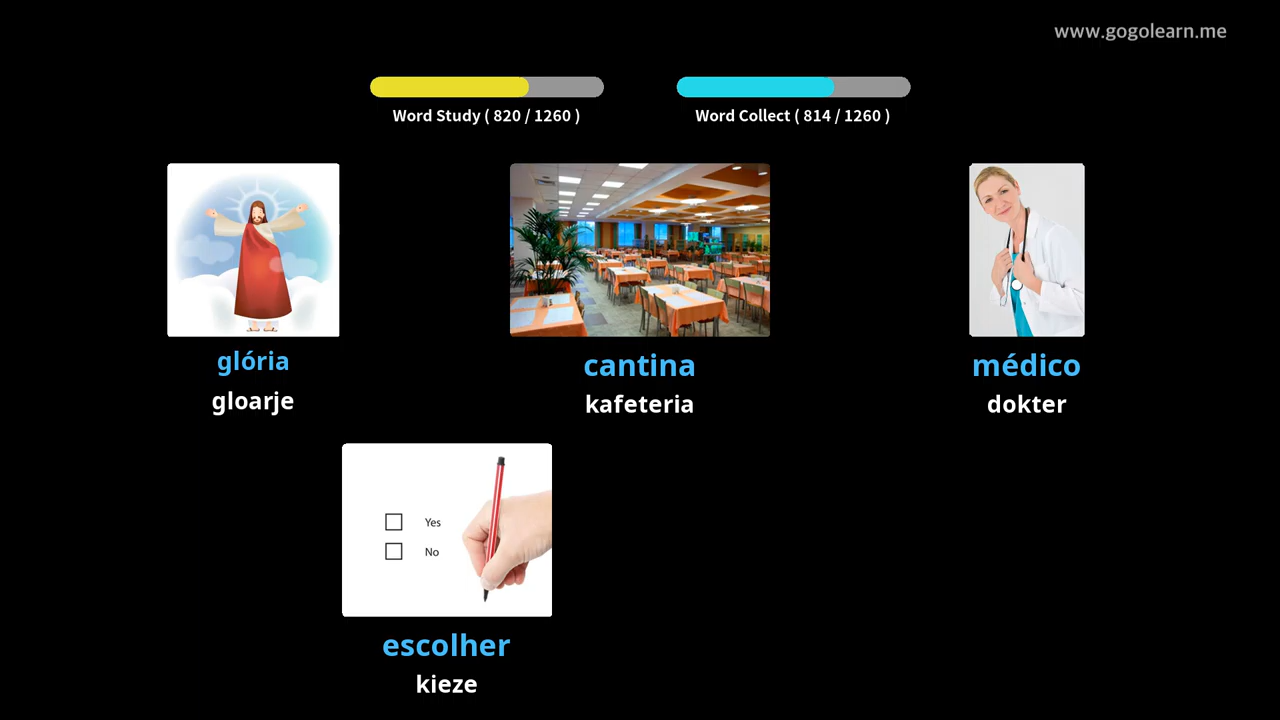 www.gogolearn.me
Word Study ( 820 / 1260 )
Word Collect ( 814 / 1260 )
glória
gloarje
cantina
kafeteria
médico
dokter
Yes
No
escolher
kieze